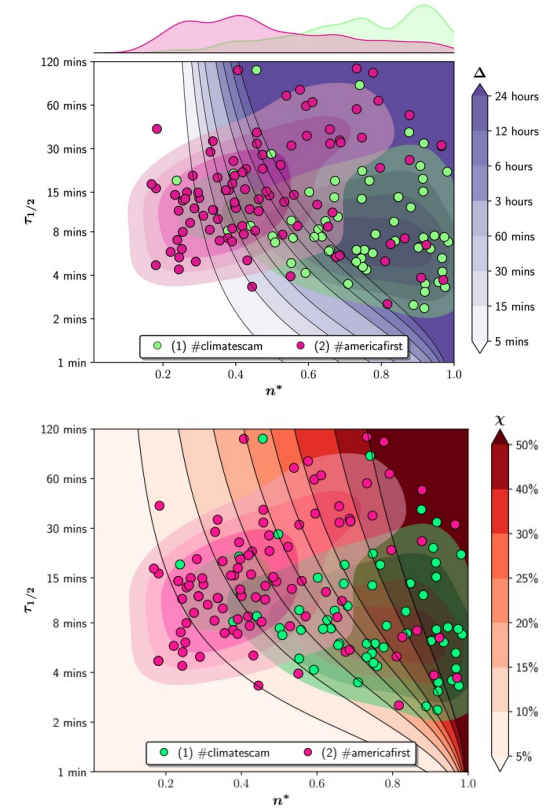 Δ
120 mins
60 mins
30 mins
15 mins
8 mins
4 mins
2 mins
1 min
τ1/2
24 hours
12 hours
6 hours
3 hours
60 mins
30 mins
15 mins
5 mins
(1) #climatescam (2) #americafirst
0.2 0.4 0.6 0.8 1.0
n*
χ
120 mins
60 mins
30 mins
15 mins
8 mins
4 mins
2 mins
1 min
τ1/2
50%
40%
30%
20%
15%
10%
5%
(1) #climatescam (2) #americafirst
0.2 0.4 0.6 0.8 1.0
n*